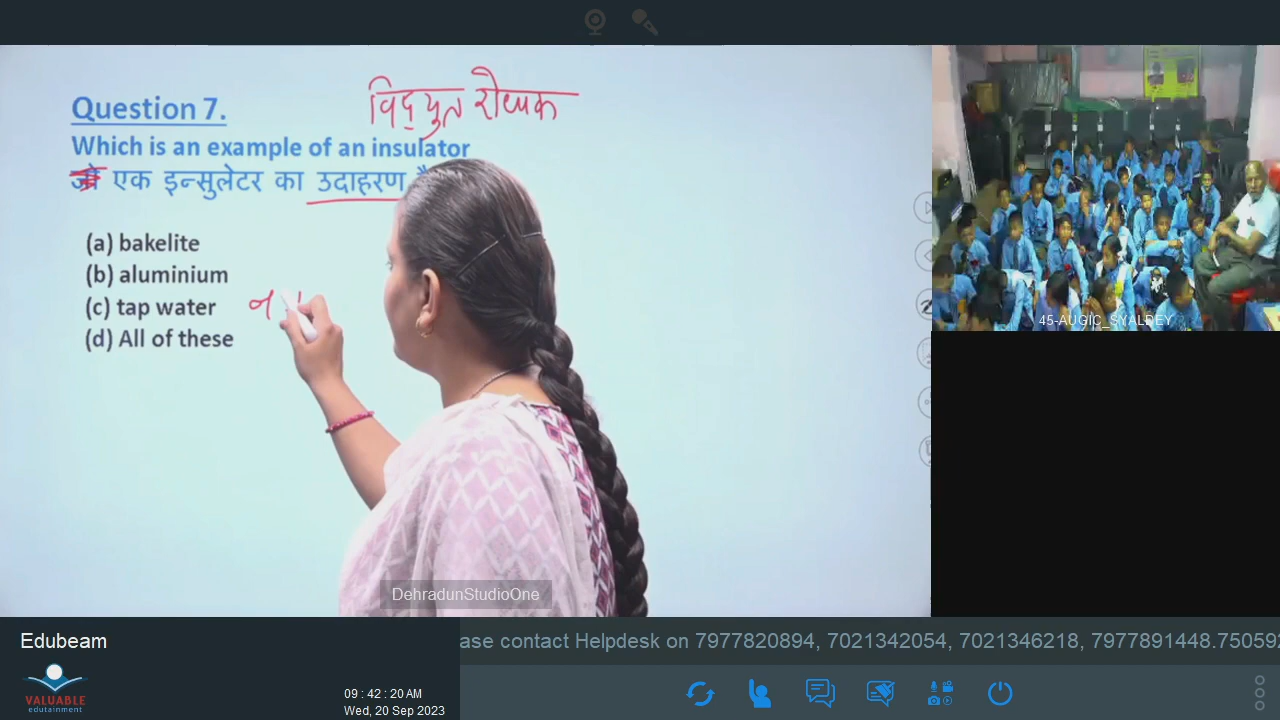 विद्युत रोधक
Question 7.
Which is an example of an insulator
एक इन्सुलेटर का उदाहरण
(a) bakelite
(b) aluminium
(c) tap water
(d) All of these
DehradunStudioOne
45-AUGIC_SYALDEY
Edubeam
ase contact Helpdesk on 7977820894, 7021342054, 7021346218, 7977891448.750592
VALUABLE
edutainment
09 : 42 : 20 AM
Wed, 20 Sep 2023